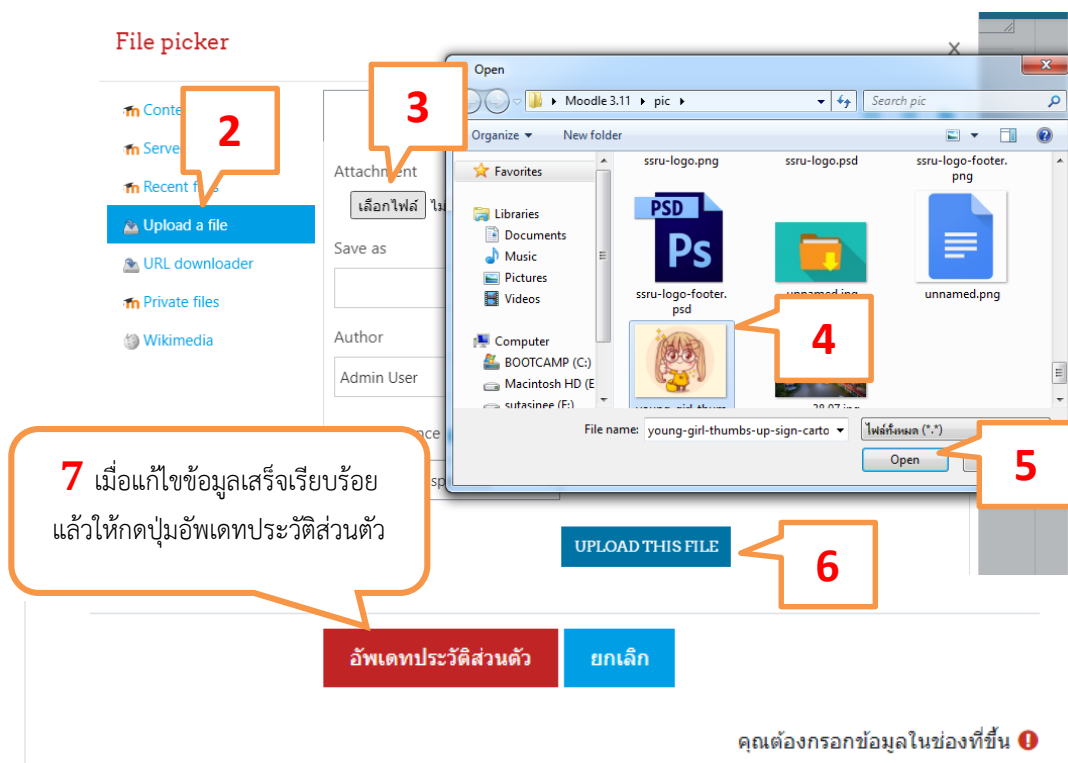 File picker
x
Open
x
3
2
Moodle 3.11 pic
Search pic
Organize
New folder
Recent
Upload a file
URL downloader
Private files
Wikimedia
Attachment
เลือกไฟล์
Save as
Author
Admin User
Favorites
Libraries
Documents
Music
Pictures
Videos
Computer
BOOTCAMP (C:)
Macintosh HD (E
sutasinee (F:)
ssru-logo.png
ssru-logo.psd
ssru-logo-footer.
png
PSD
Ps
ssru-logo-footer.
psd
unnamed.png
4
File name:
young-girl-thumbs-up-sign-carto
ไฟล์ทั้งหมด (*.*)
Open
5
7 เมื่อแก้ไขข้อมูลเสร็จเรียบร้อย
แล้วให้กดปุ่มอัพเดทประวัติส่วนตัว
UPLOAD THIS FILE
6
อัพเดทประวัติส่วนตัว
ยกเลิก
คุณต้องกรอกข้อมูลในช่องที่ขึ้น